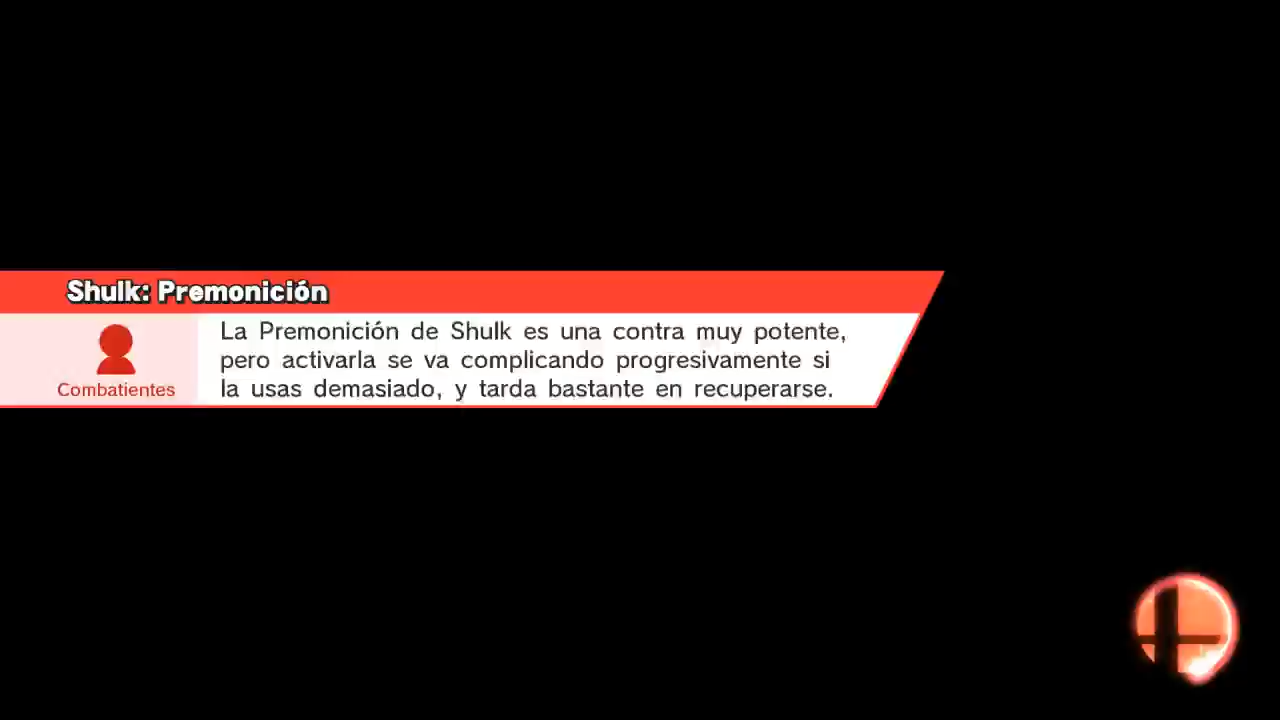 Shulk: Premonición
La Premonición de Shulk es una contra muy potente,
pero activarla se va complicando progresivamente si
la usas demasiado, y tarda bastante en recuperarse.
Combatientes